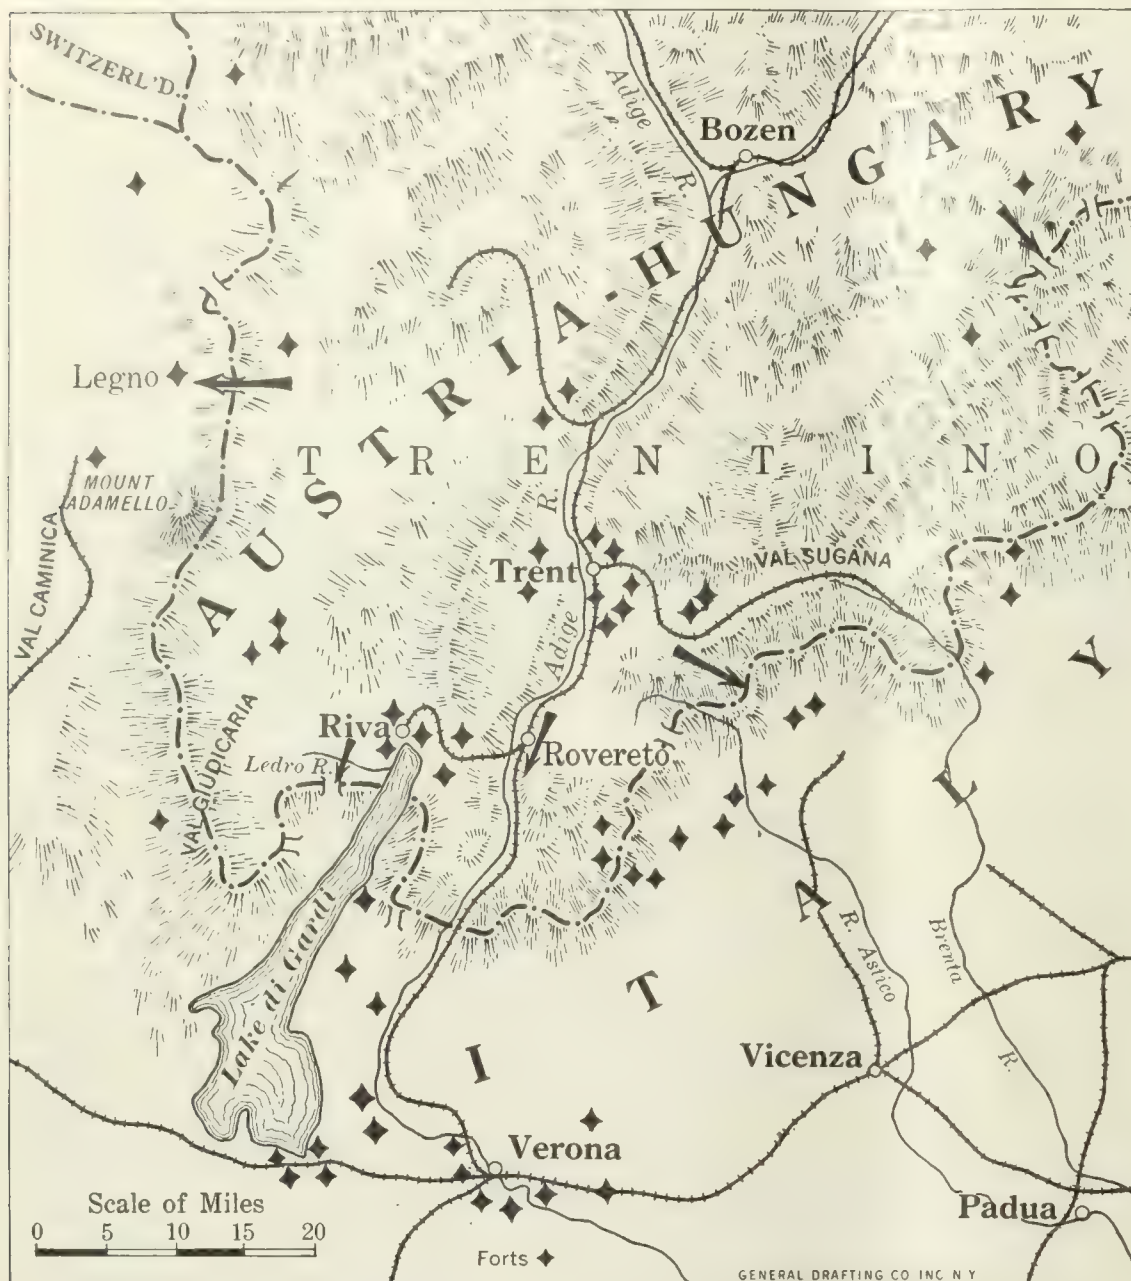 SWITZERL'D.
Adige
R.
Bozen
AUSTRIA-HUNGARY
Legno
TRENTINO
MOUNT
ADAMELLO
VAL CAMINICA
R.
Trent
VAL SUGANA
Adige
VAL GIUDICARIA
Riva
Ledro R.
Rovereto
ITALY
Lake di Gardi
R. Astico
Brenta
R.
Vicenza
Verona
Padua
Scale of Miles
0 5 10 15 20
Forts
GENERAL DRAFTING CO INC N Y